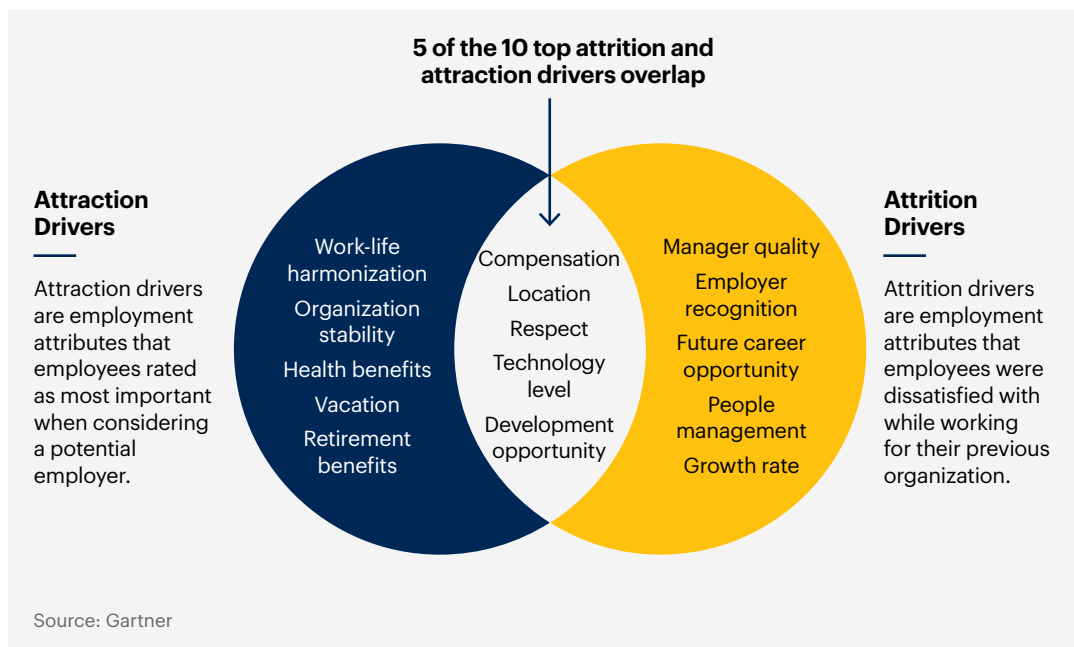 5 of the 10 top attrition and
attraction drivers overlap
Attraction
Drivers
Attraction drivers
are employment
attributes that
employees rated
as most important
when considering
a potential
employer.
Work-life
harmonization
Organization
stability
Health benefits
Vacation
Retirement
benefits
Compensation
Location
Respect
Technology
level
Development
opportunity
Manager quality
Employer
recognition
Future career
opportunity
People
management
Growth rate
Attrition
Drivers
Attrition drivers
are employment
attributes that
employees were
dissatisfied with
while working
for their previous
organization.
Source: Gartner